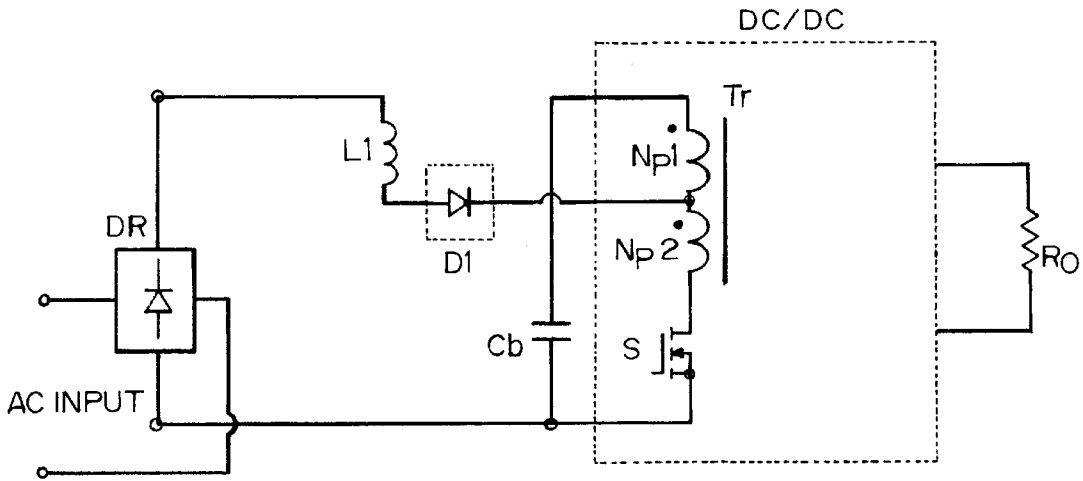 DC/DC
Tr
L1
Np1
DR
D1
Np2
RO
Cb
S
AC INPUT